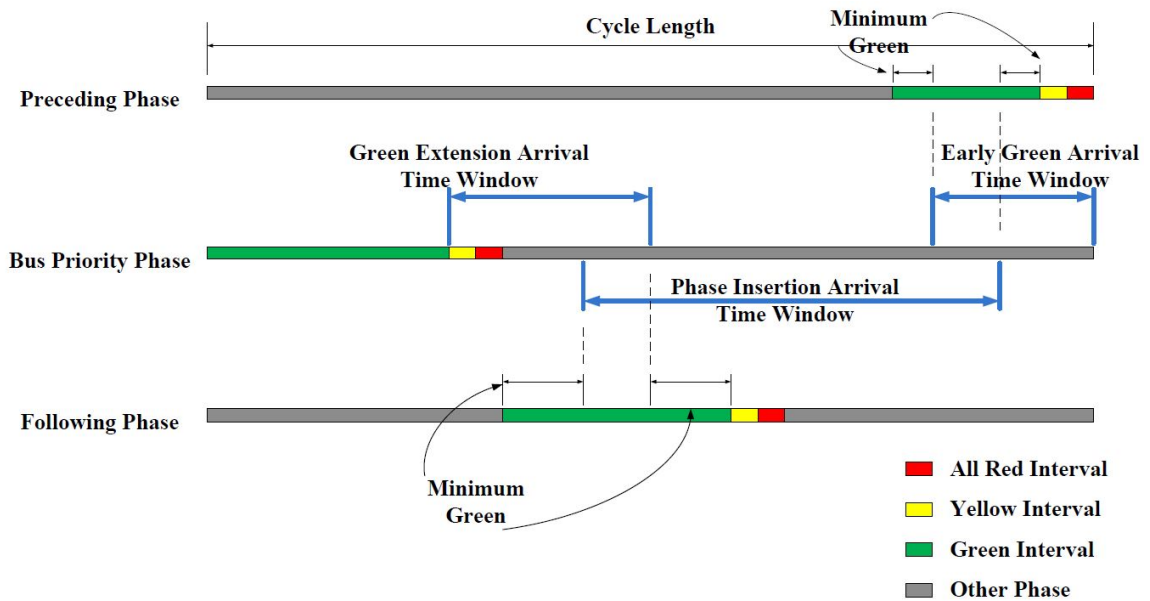 Minimum
Green
Cycle Length
Preceding Phase
Green Extension Arrival
Time Window
Early Green Arrival
Time Window
Bus Priority Phase
Phase Insertion Arrival
Time Window
Following Phase
Minimum
Green
All Red Interval
Yellow Interval
Green Interval
Other Phase